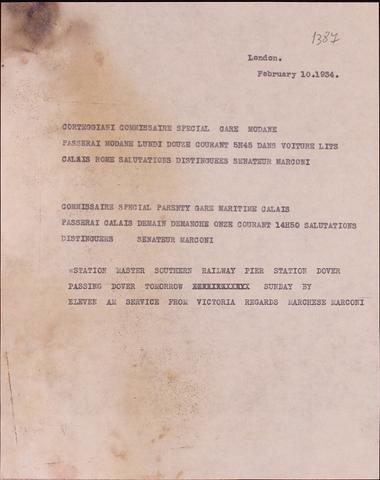 1387
London.
February 10.1934.
CORTEGGIANI COMMISSAIRE SPECIAL GARE MODANE
PASSERAI MODANE LUNDI DOUZE COURANT 5H45 DANS VOITURE LITS
CALAIS ROME SALUTATIONS DISTINGUEES SENATEUR MARCONI
COMMISSAIRE SPECIAL PARENTY GARE MARITIME CALAIS
PASSERAI CALAIS DEMAIN DEMANCHE ONZE COURANT 14H50 SALUTATIONS
DISTINGUERS SENATEUR MARCONI
STATION MASTER SOUTHERN RAILWAY PIER STATION DOVER
PASSING DOVER TOMORROW SUNDAY BY
ELEVEN AM SERVICE FROM VICTORIA REGARDS MARCHESE MARCONI